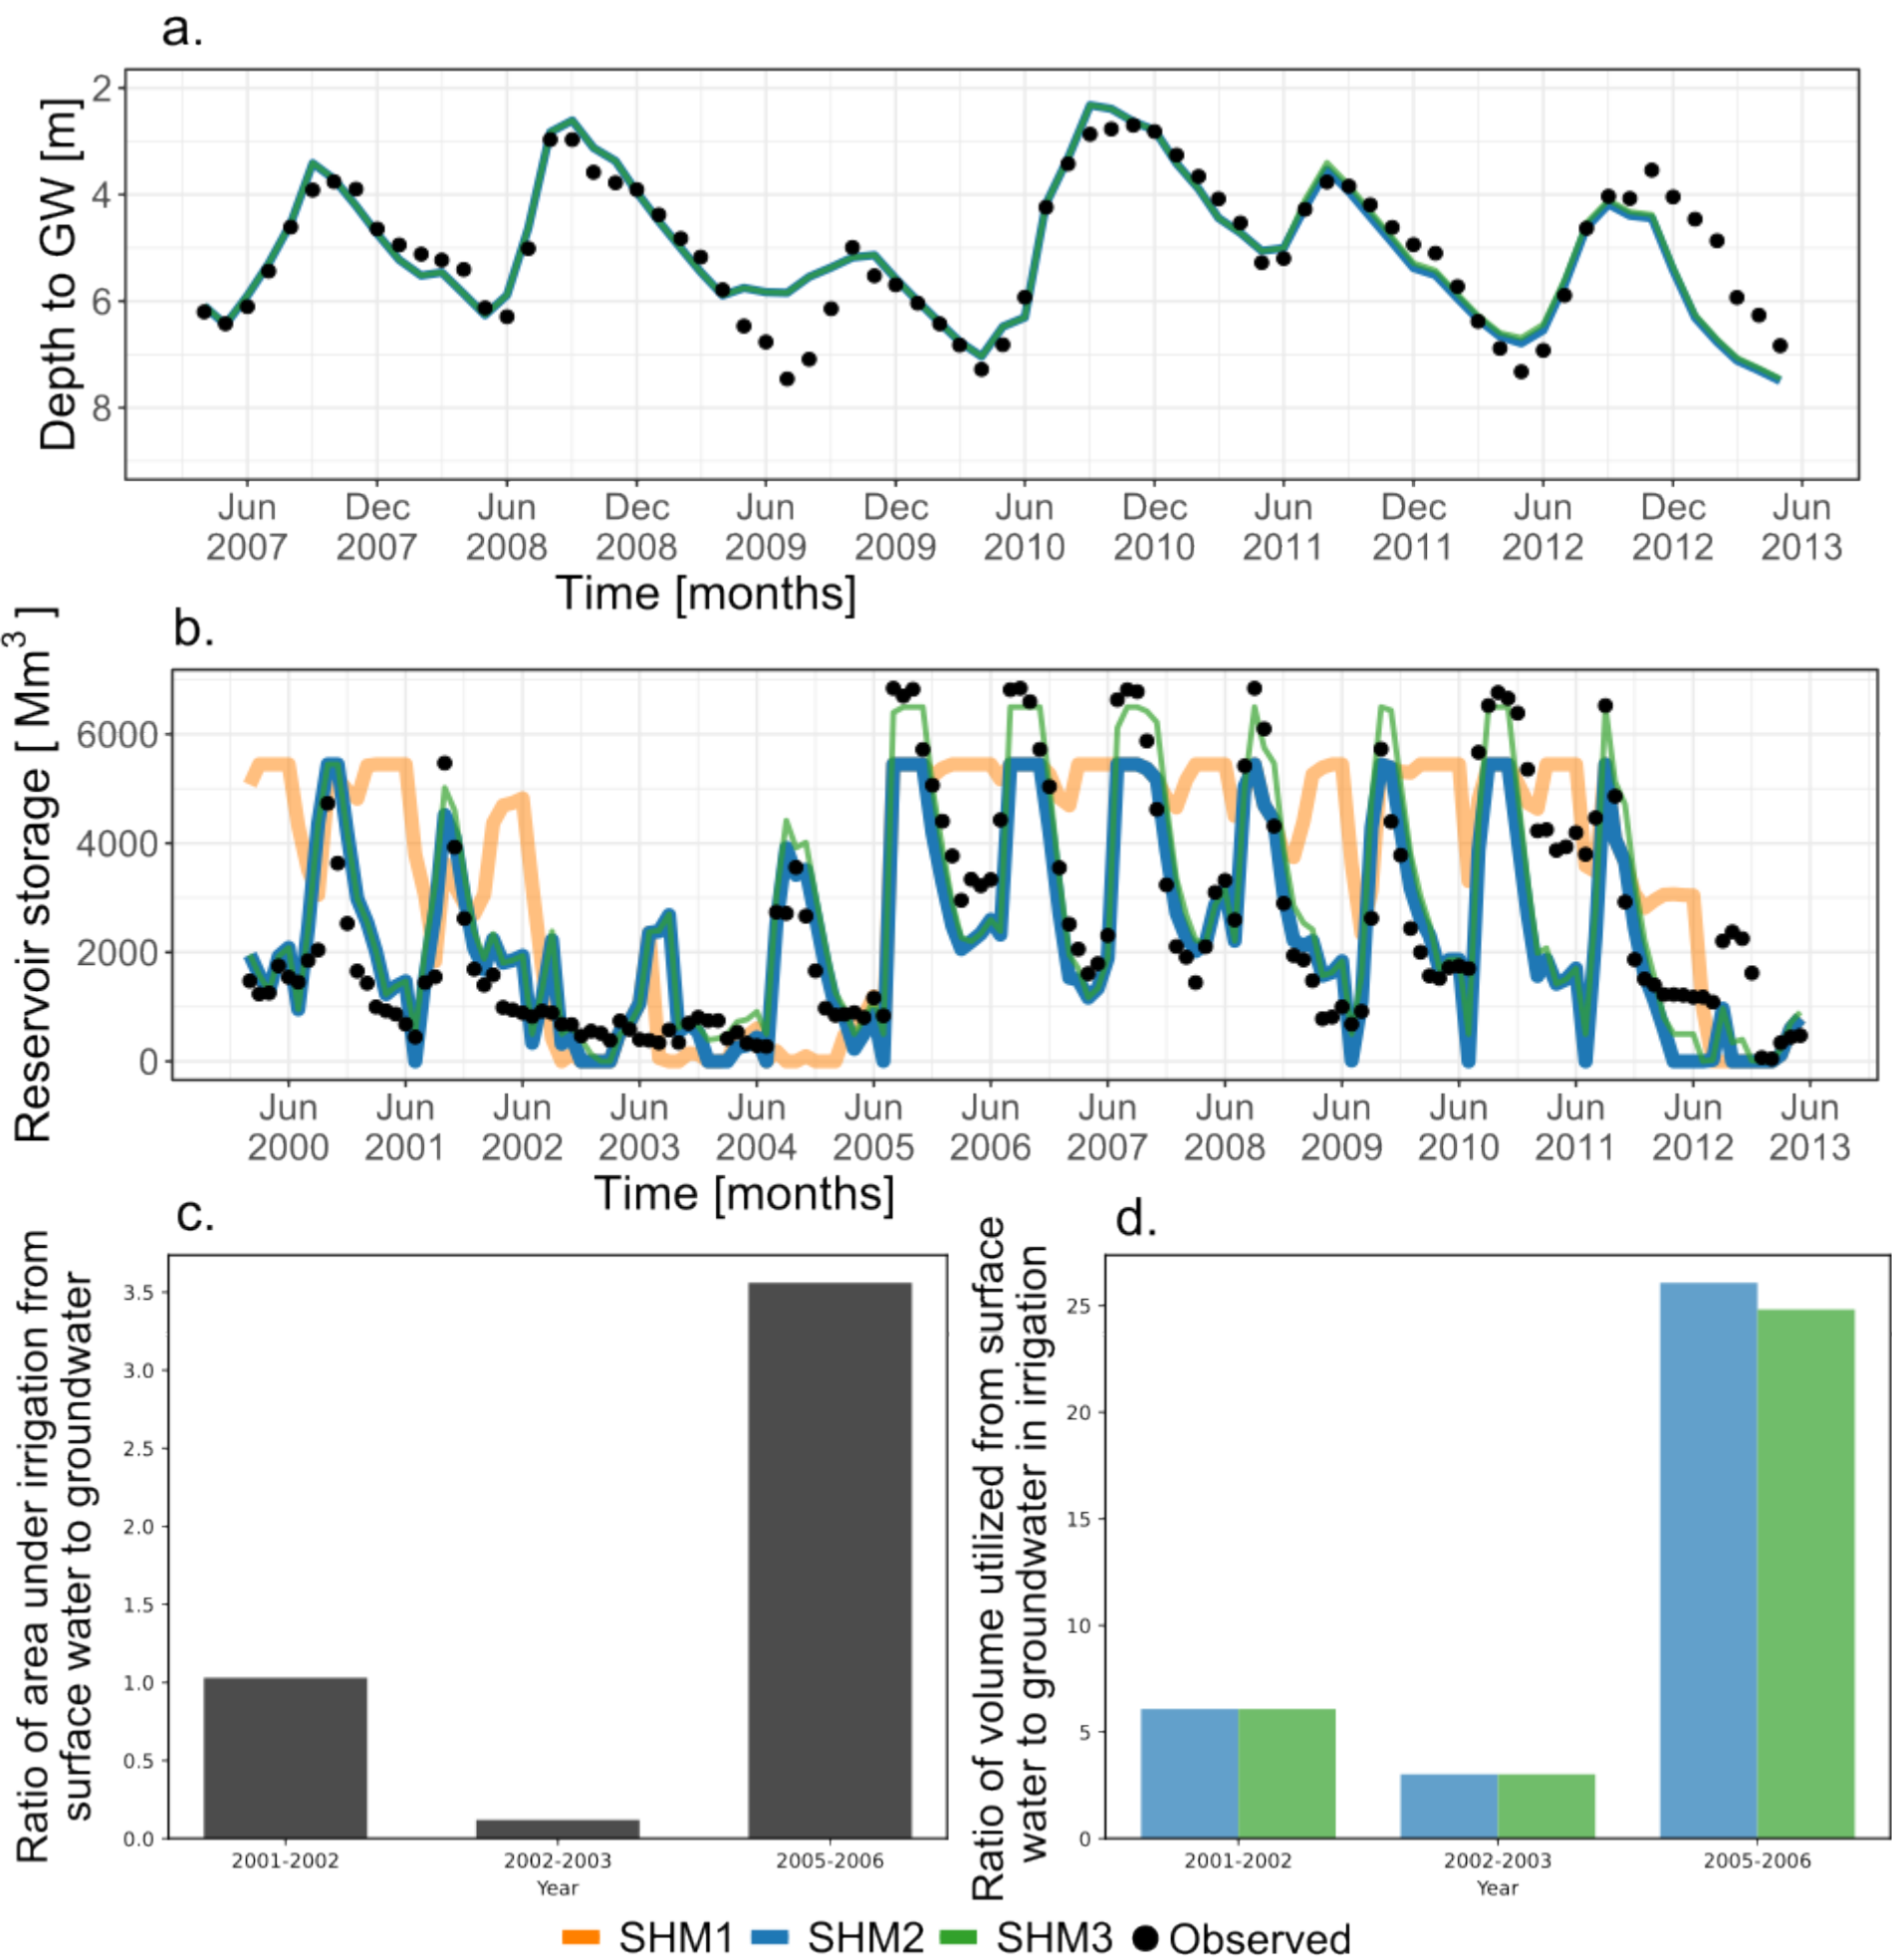 a.
Depth to GW [m]
2
4
6
8
Jun Dec Jun Dec Jun Dec Jun Dec Jun Dec Jun Dec Jun
2007 2007 2008 2008 2009 2009 2010 2010 2011 2011 2012 2012 2013
Time [months]
b.
Reservoir storage [ Mm3 ]
6000
4000
2000
0
Jun Jun Jun Jun Jun Jun Jun Jun Jun Jun Jun Jun Jun Jun
2000 2001 2002 2003 2004 2005 2006 2007 2008 2009 2010 2011 2012 2013
Time [months]
c.
Ratio of area under irrigation from
surface water to groundwater
3.5
3.0
2.5
2.0
1.5
1.0
0.5
0.0
2001-2002 2002-2003 2005-2006
Year
d.
Ratio of volume utilized from surface
water to groundwater in irrigation
25
20
15
10
5
0
2001-2002 2002-2003 2005-2006
Year
SHM1 SHM2 SHM3 Observed